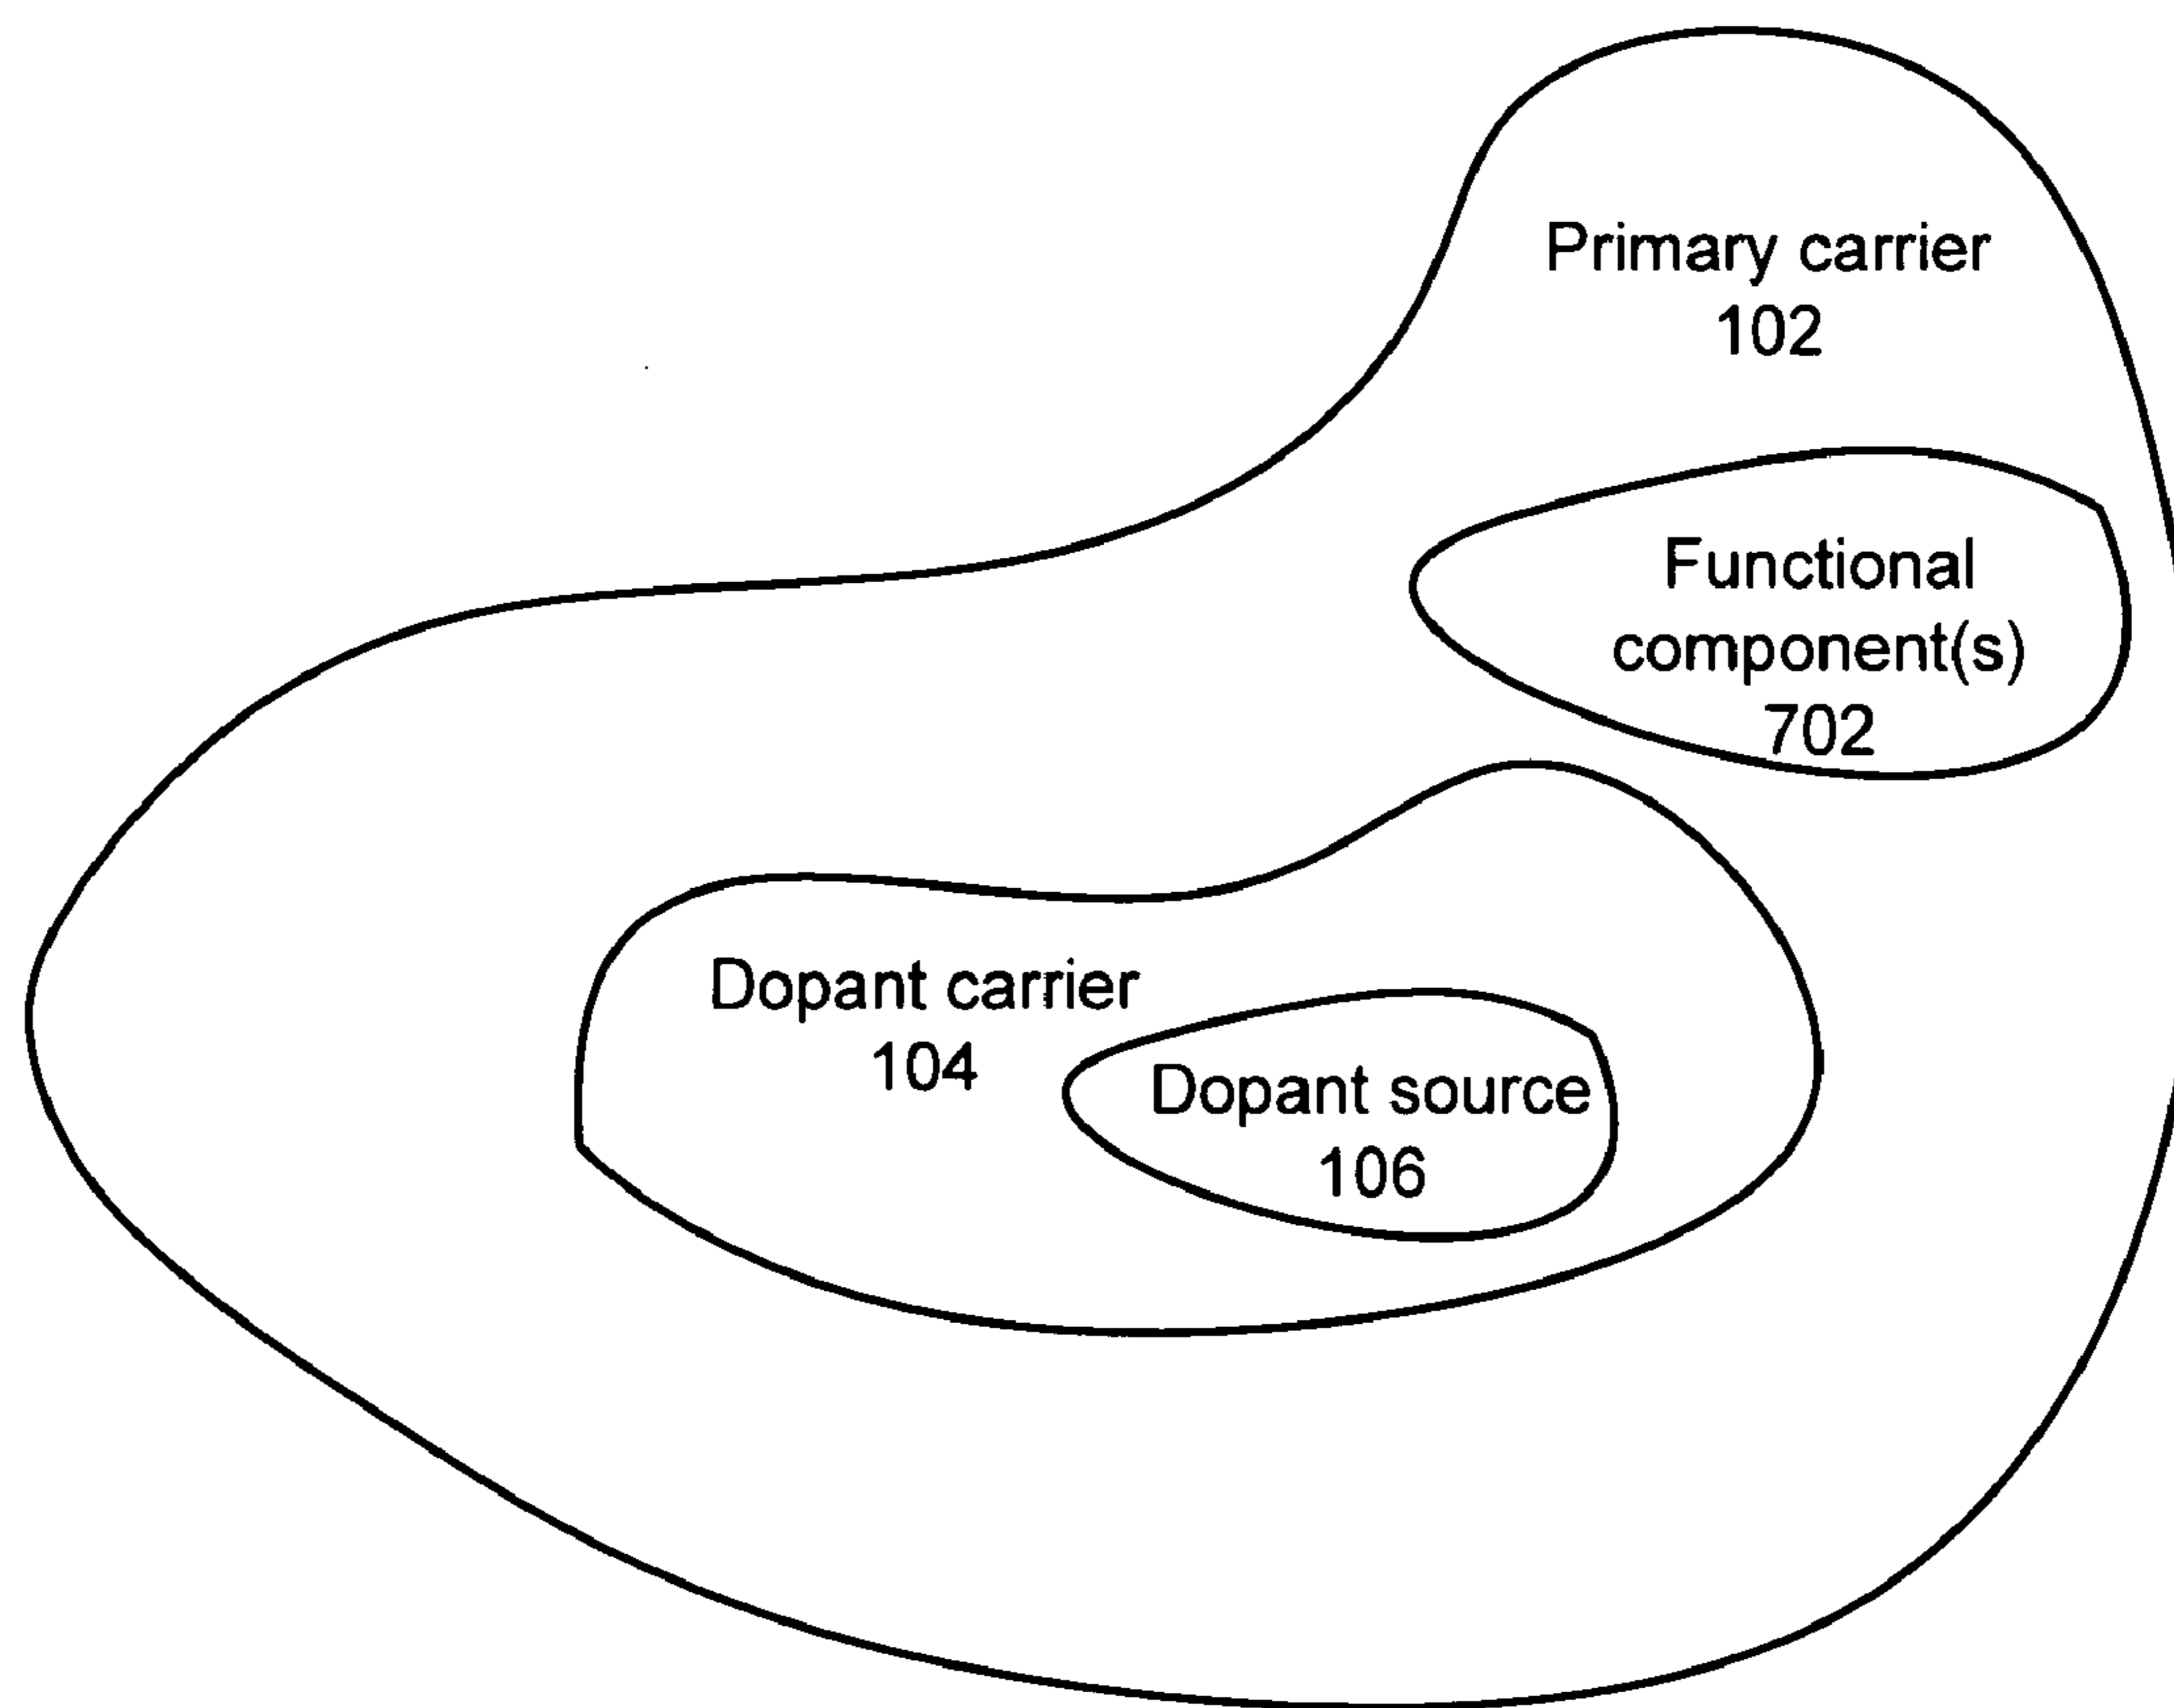 Primary carrier
102
Functional
component(s)
702
Dopant carrier
104
Dopant source
106